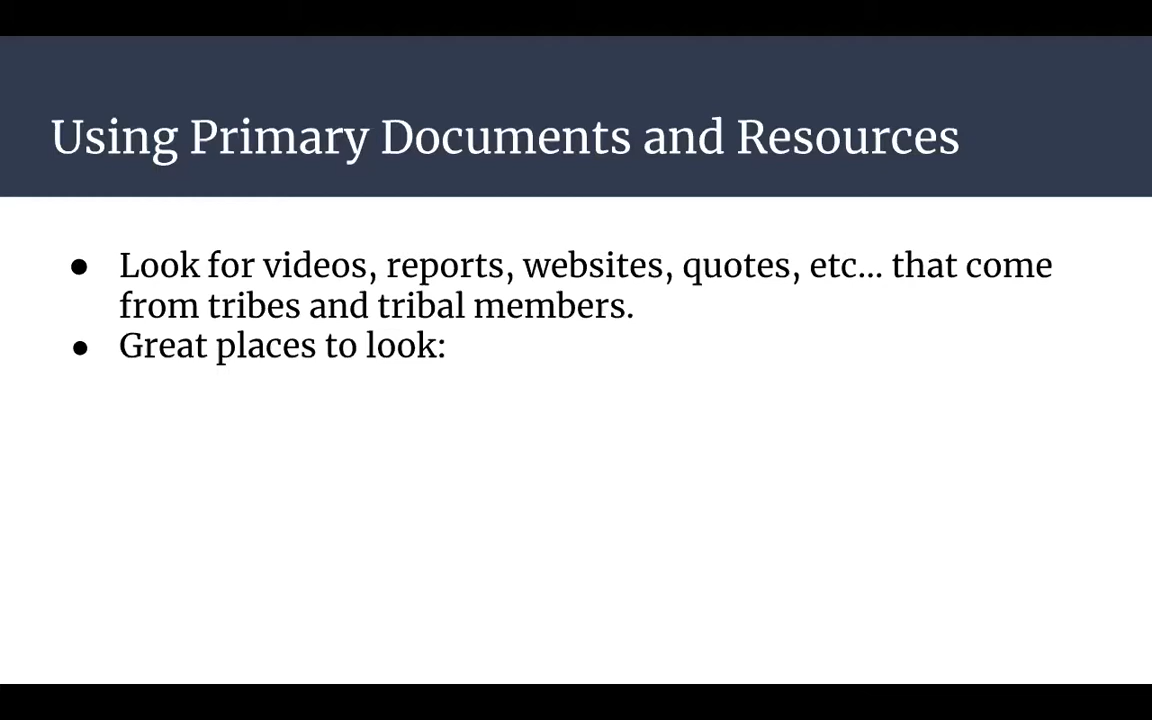 Using Primary Documents and Resources
● Look for videos, reports, websites, quotes, etc... that come
from tribes and tribal members.
● Great places to look: